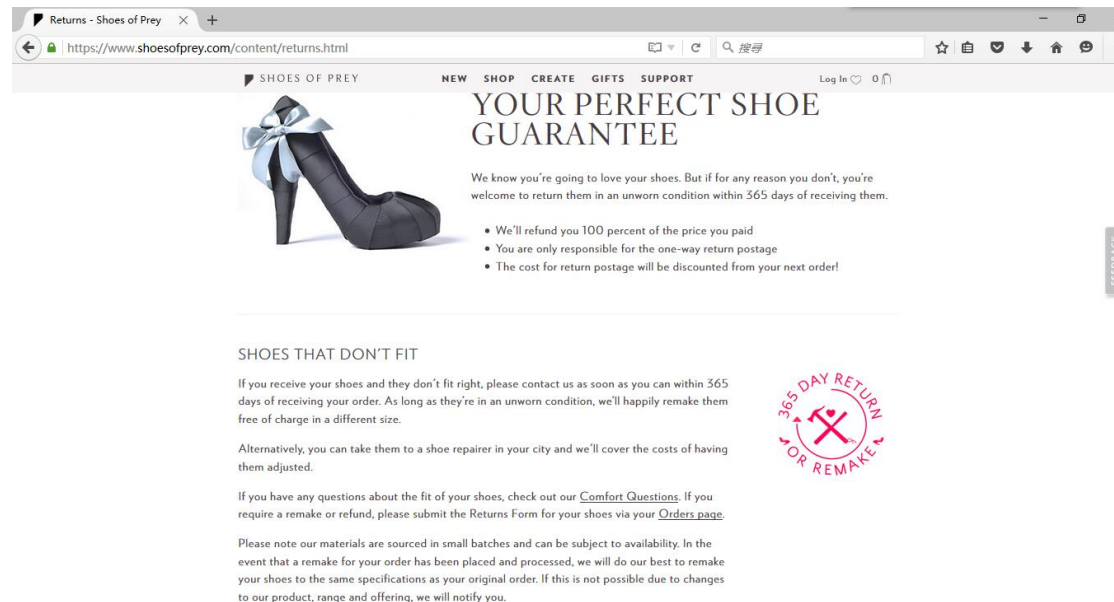 Returns - Shoes of Prey
https://www.shoesofprey.com/content/returns.html
搜尋
SHOES OF PREY NEW SHOP CREATE GIFTS SUPPORT Log In 0
YOUR PERFECT SHOE
GUARANTEE
We know you're going to love your shoes. But if for any reason you don't, you're
welcome to return them in an unworn condition within 365 days of receiving them.
• We'll refund you 100 percent of the price you paid
• You are only responsible for the one-way return postage
• The cost for return postage will be discounted from your next order!
FEEDBACK
SHOES THAT DON'T FIT
If you receive your shoes and they don't fit right, please contact us as soon as you can within 365
days of receiving your order. As long as they're in an unworn condition, we'll happily remake them
free of charge in a different size.
Alternatively, you can take them to a shoe repairer in your city and we'll cover the costs of having
them adjusted.
If you have any questions about the fit of your shoes, check out our Comfort Questions. If you
require a remake or refund, please submit the Returns Form for your shoes via your Orders page.
Please note our materials are sourced in small batches and can be subject to availability. In the
event that a remake for your order has been placed and processed, we will do our best to remake
your shoes to the same specifications as your original order. If this is not possible due to changes
to our product, range and offering, we will notify you.
365 DAY RETURN
OR REMAKE